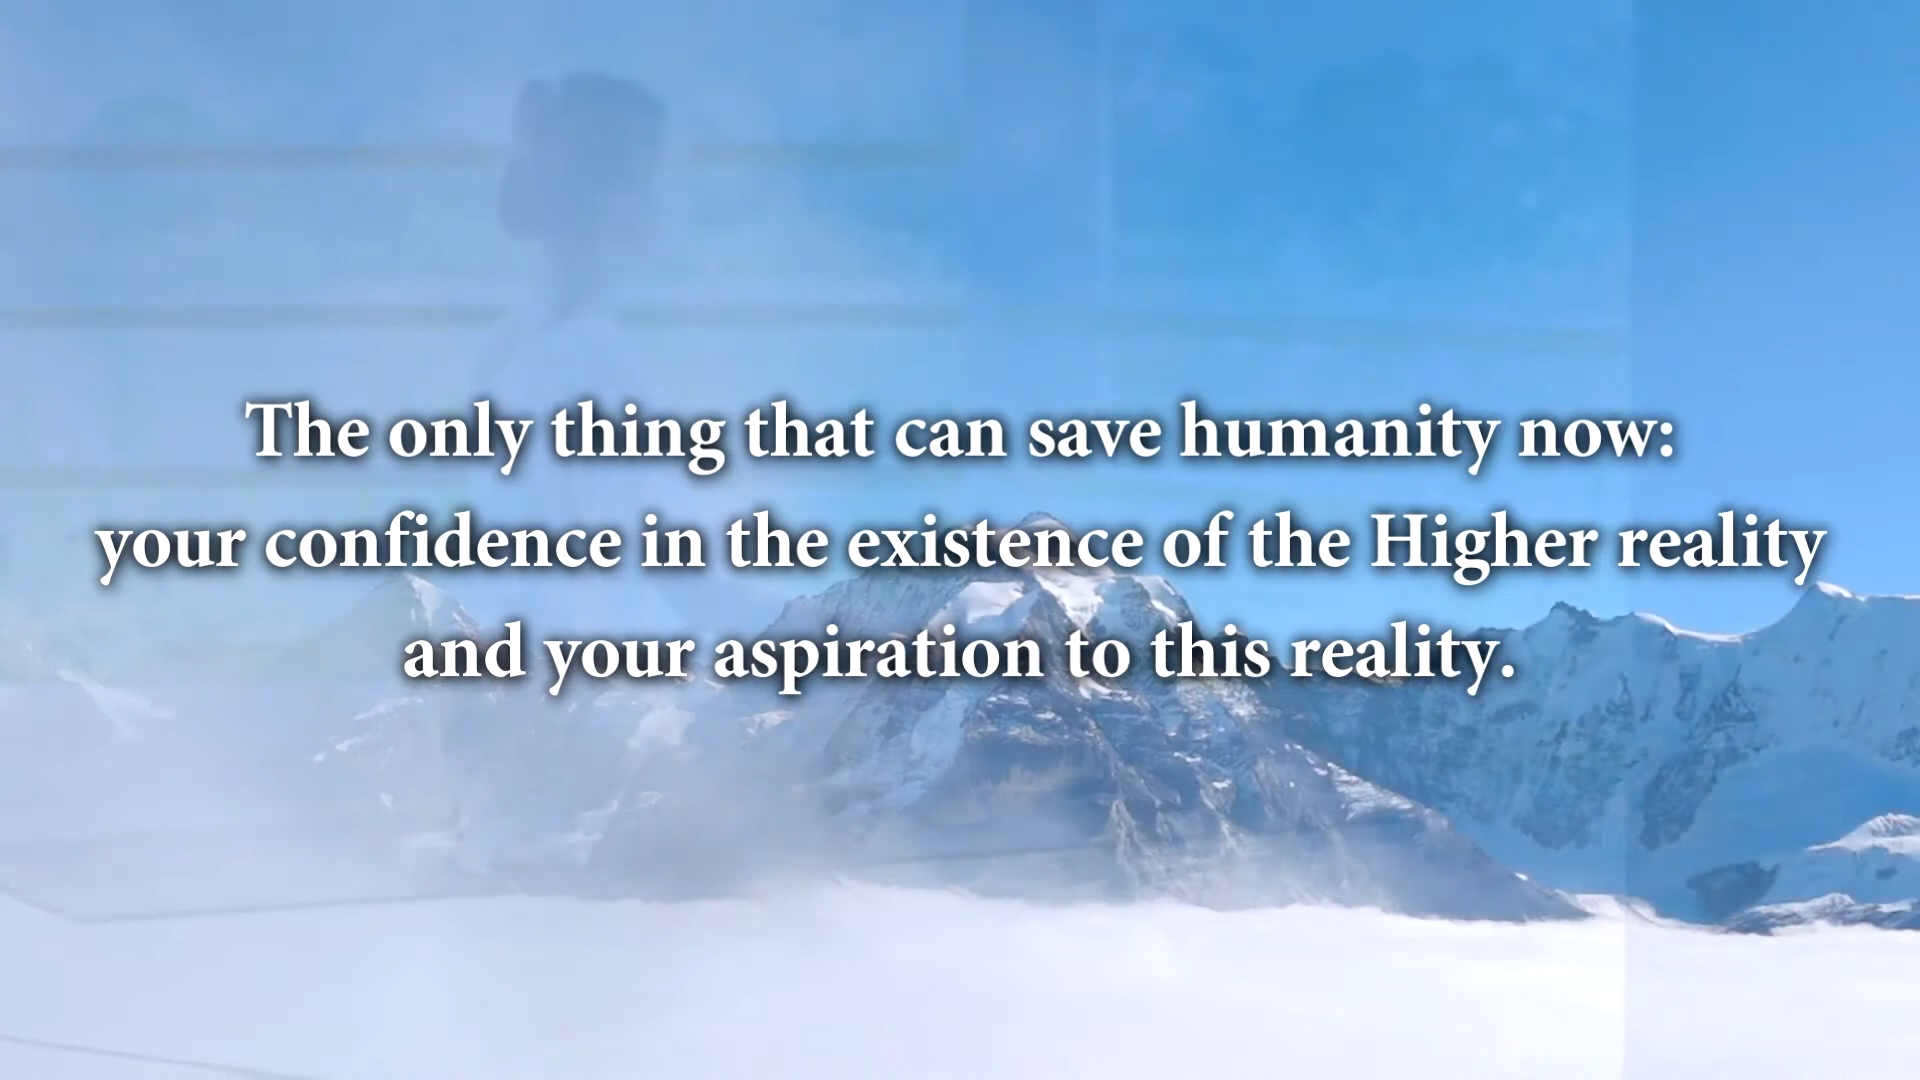 The only thing that can save humanity now:
your confidence in the existence of the Higher reality
and your aspiration to this reality.